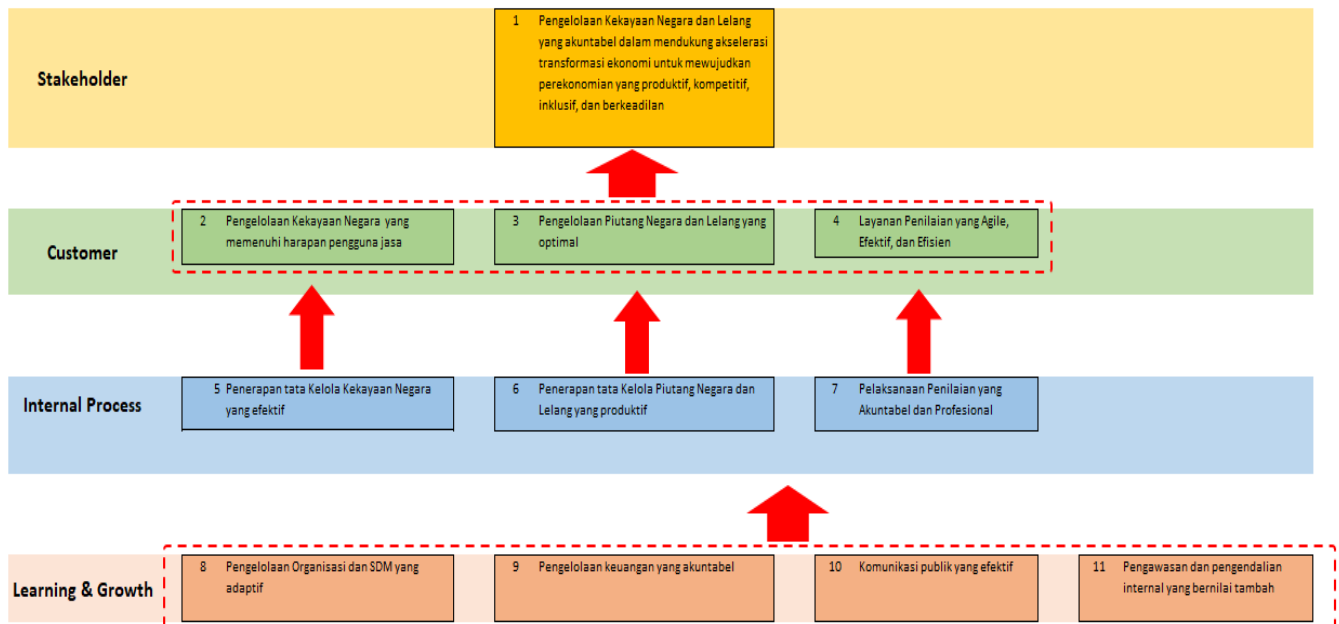 Stakeholder
1 Pengelolaan Kekayaan Negara dan Lelang
yang akuntabel dalam mendukung akselerasi
transformasi ekonomi untuk mewujudkan
perekonomian yang produktif, kompetitif,
inklusif, dan berkeadilan
Customer
2 Pengelolaan Kekayaan Negara yang
memenuhi harapan pengguna jasa
3 Pengelolaan Piutang Negara dan Lelang yang
optimal
4 Layanan Penilaian yang Agile,
Efektif, dan Efisien
Internal Process
5 Penerapan tata Kelola Kekayaan Negara
yang efektif
6 Penerapan tata Kelola Piutang Negara dan
Lelang yang produktif
7 Pelaksanaan Penilaian yang
Akuntabel dan Profesional
Learning & Growth
8 Pengelolaan Organisasi dan SDM yang
adaptif
9 Pengelolaan keuangan yang akuntabel
10 Komunikasi publik yang efektif
11 Pengawasan dan pengendalian
internal yang bernilai tambah